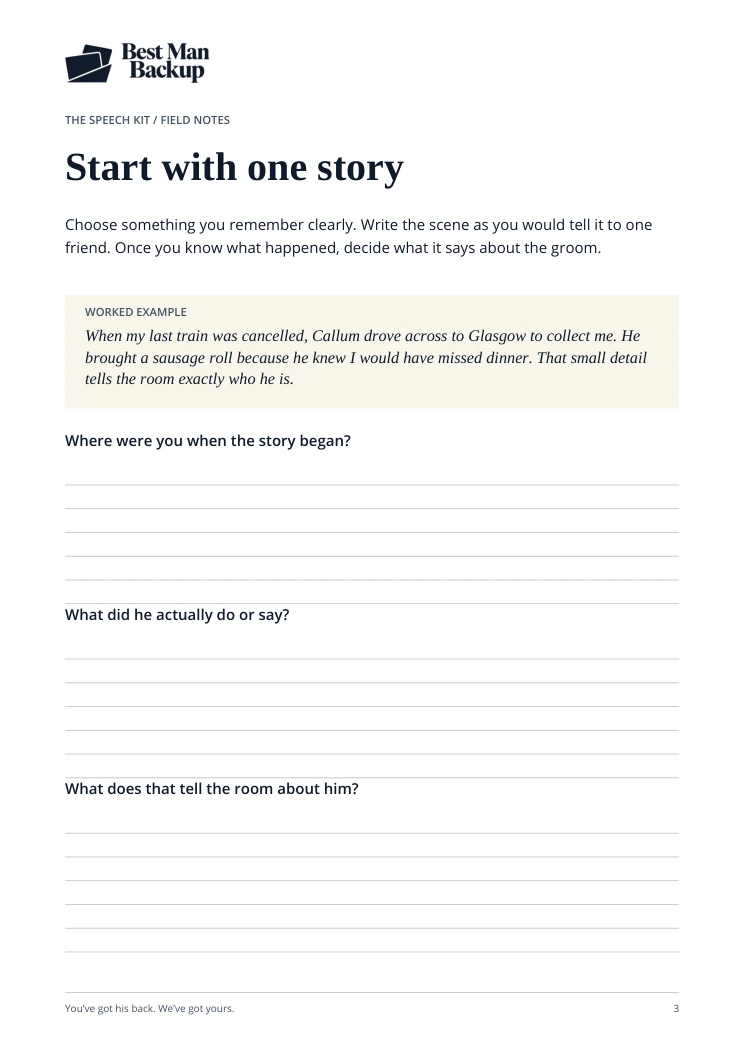 Best Man
Backup
THE SPEECH KIT / FIELD NOTES
Start with one story
Choose something you remember clearly. Write the scene as you would tell it to one
friend. Once you know what happened, decide what it says about the groom.
WORKED EXAMPLE
When my last train was cancelled, Callum drove across to Glasgow to collect me. He
brought a sausage roll because he knew I would have missed dinner. That small detail
tells the room exactly who he is.
Where were you when the story began?
What did he actually do or say?
What does that tell the room about him?
You’ve got his back. We’ve got yours.
3